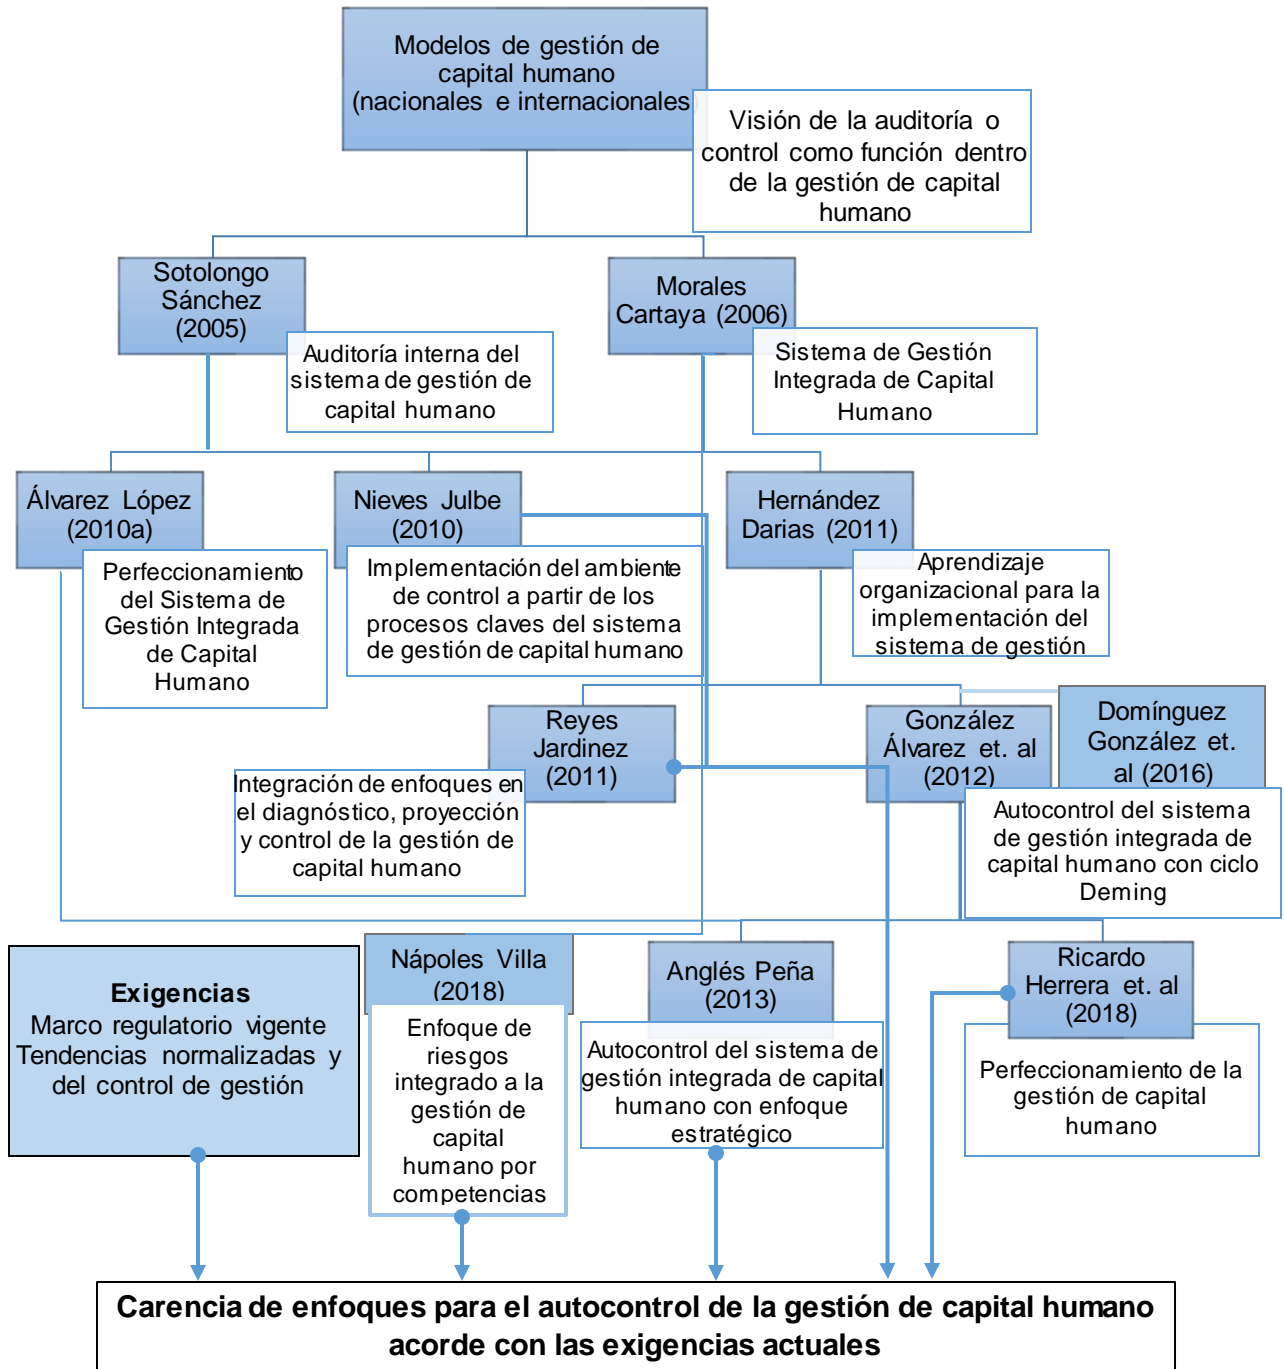 Modelos de gestión de
capital humano
(nacionales e internacionales)
Visión de la auditoría o
control como función dentro
de la gestión de capital
humano
Sotolongo
Sánchez
(2005)
Auditoría interna del
sistema de gestión de
capital humano
Morales
Cartaya (2006)
Sistema de Gestión
Integrada de Capital
Humano
Álvarez López
(2010a)
Perfeccionamiento
del Sistema de
Gestión Integrada
de Capital
Humano
Nieves Julbe
(2010)
Implementación del ambiente
de control a partir de los
procesos claves del sistema
de gestión de capital humano
Hernández
Darias (2011)
Aprendizaje
organizacional para la
implementación del
sistema de gestión
Reyes
Jardinez
(2011)
Integración de enfoques en
el diagnóstico, proyección
y control de la gestión de
capital humano
González
Álvarez et. al
(2012)
Domínguez
González et.
al (2016)
Autocontrol del sistema
de gestión integrada de
capital humano con ciclo
Deming
Exigencias
Marco regulatorio vigente
Tendencias normalizadas y
del control de gestión
Nápoles Villa
(2018)
Enfoque de
riesgos
integrado a la
gestión de
capital
humano por
competencias
Anglés Peña
(2013)
Autocontrol del sistema de
gestión integrada de capital
humano con enfoque
estratégico
Ricardo
Herrera et. al
(2018)
Perfeccionamiento de la
gestión de capital
humano
Carencia de enfoques para el autocontrol de la gestión de capital humano
acorde con las exigencias actuales